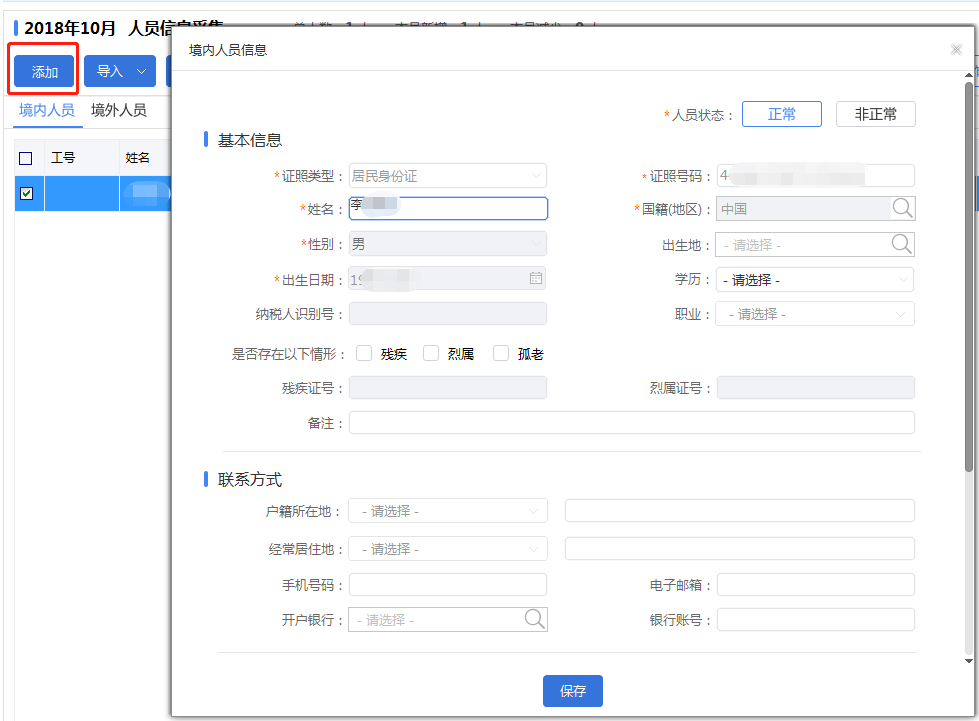 2018年10月 人员信息采集
添加
导入
境内人员 境外人员
工号 姓名
境内人员信息
*人员状态： 正常 非正常
基本信息
*证照类型： 居民身份证 *证照号码： 4
*姓名： 李 *国籍(地区)： 中国
*性别： 男 出生地： - 请选择 -
*出生日期： 19 学历： - 请选择 -
纳税人识别号： 职业： - 请选择 -
是否存在以下情形： 残疾 烈属 孤老
残疾证号： 烈属证号：
备注：
联系方式
户籍所在地： - 请选择 -
经常居住地： - 请选择 -
手机号码： 电子邮箱：
开户银行： - 请选择 - 银行账号：
保存